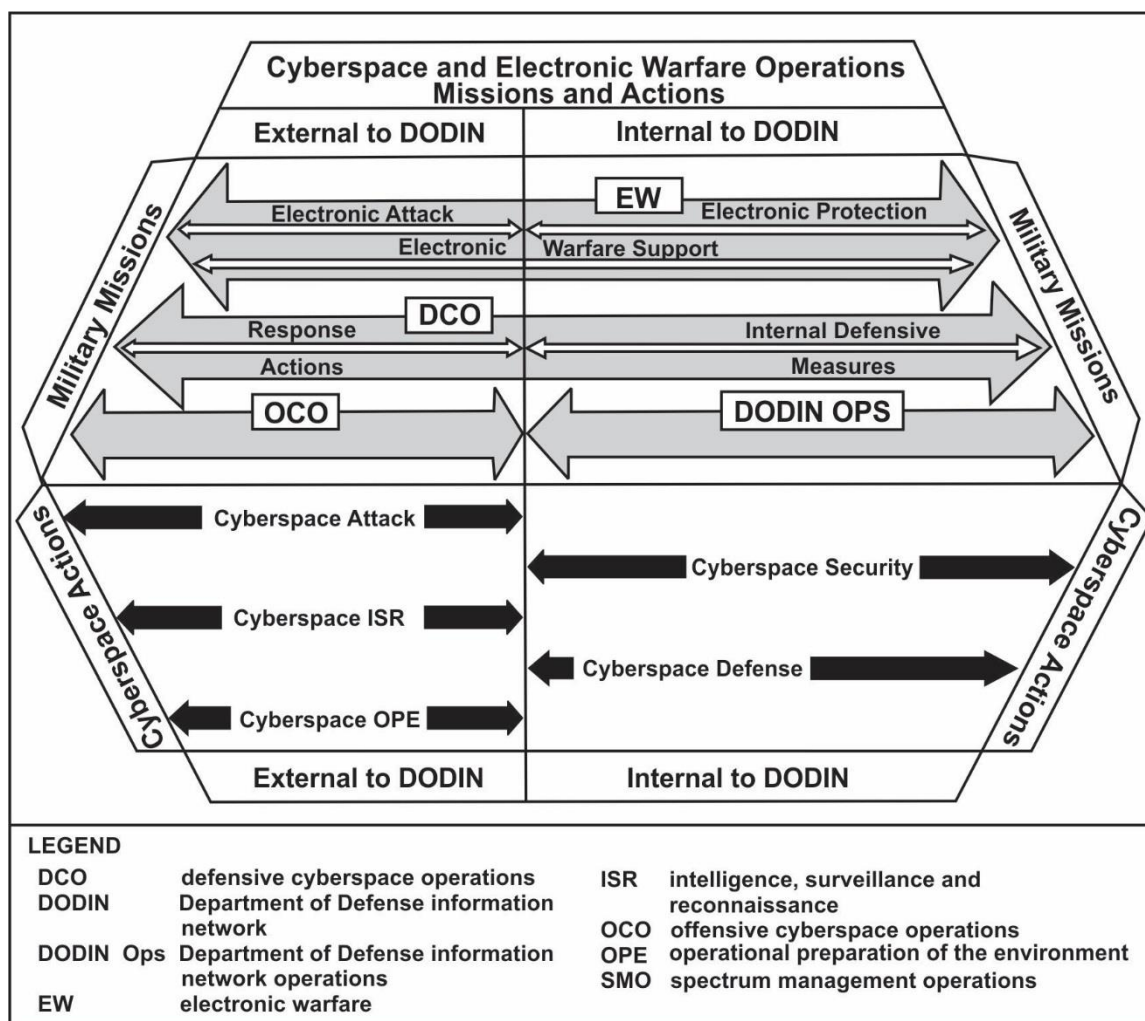 Cyberspace and Electronic Warfare Operations
Missions and Actions
External to DODIN
Internal to DODIN
Military Missions
Military Missions
EW
Electronic Attack
Electronic Protection
Electronic Warfare Support
DCO
Response
Internal Defensive
Actions
Measures
OCO
DODIN OPS
Cyberspace Actions
Cyberspace Actions
Cyberspace Attack
Cyberspace Security
Cyberspace ISR
Cyberspace Defense
Cyberspace OPE
External to DODIN
Internal to DODIN
LEGEND
DCO defensive cyberspace operations
DODIN Department of Defense information
network
DODIN Ops Department of Defense information
network operations
EW electronic warfare
ISR intelligence, surveillance and
reconnaissance
OCO offensive cyberspace operations
OPE operational preparation of the environment
SMO spectrum management operations